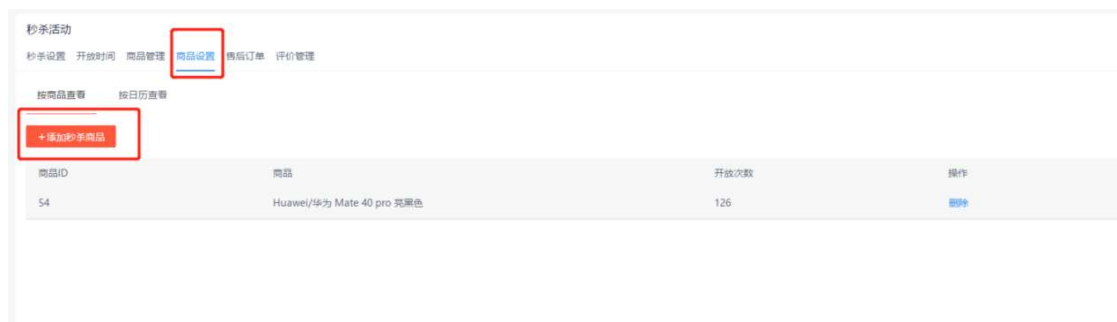 秒杀活动
秒杀设置 开放时间 商品管理 商品设置 售后订单 评价管理
按商品查看 按日历查看
+添加秒杀商品
商品ID 商品 开放次数 操作
54 Huawei/华为 Mate 40 pro 亮黑色 126 删除